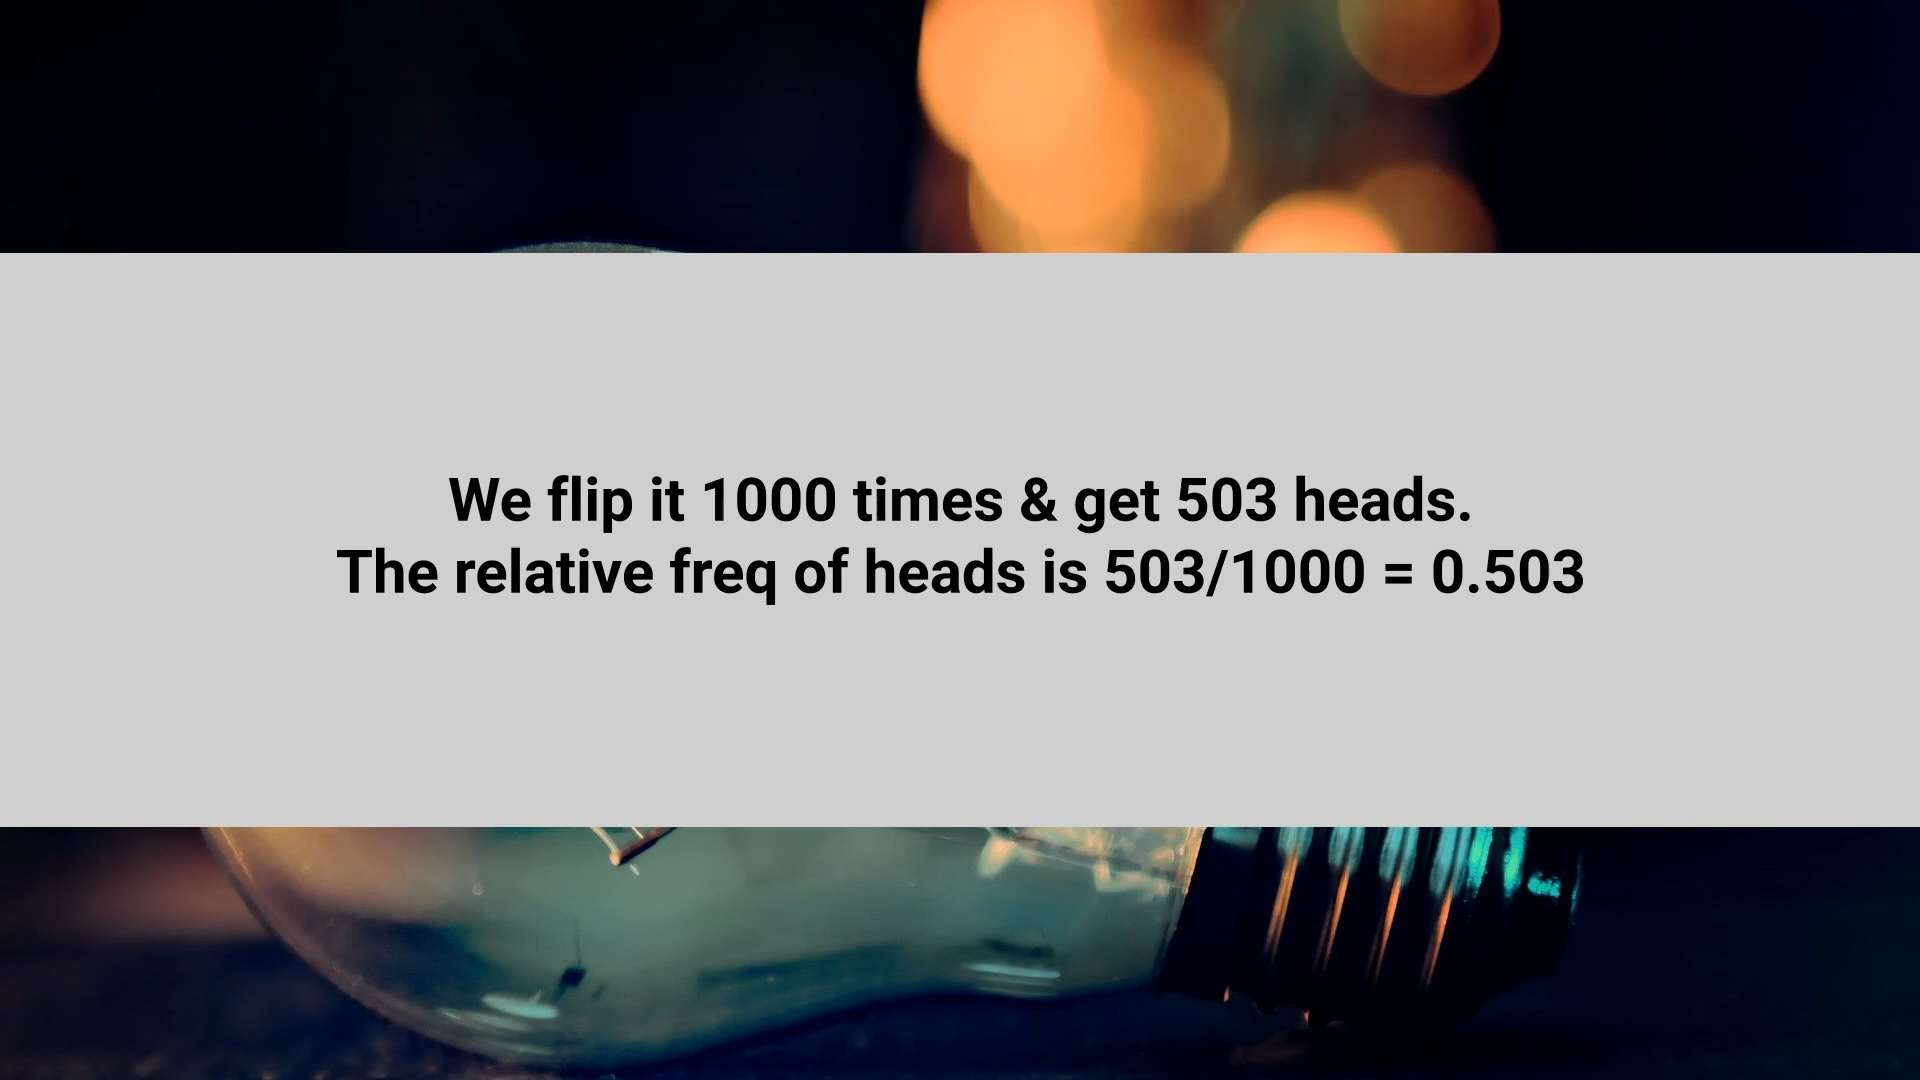 We flip it 1000 times & get 503 heads.
The relative freq of heads is 503/1000 = 0.503